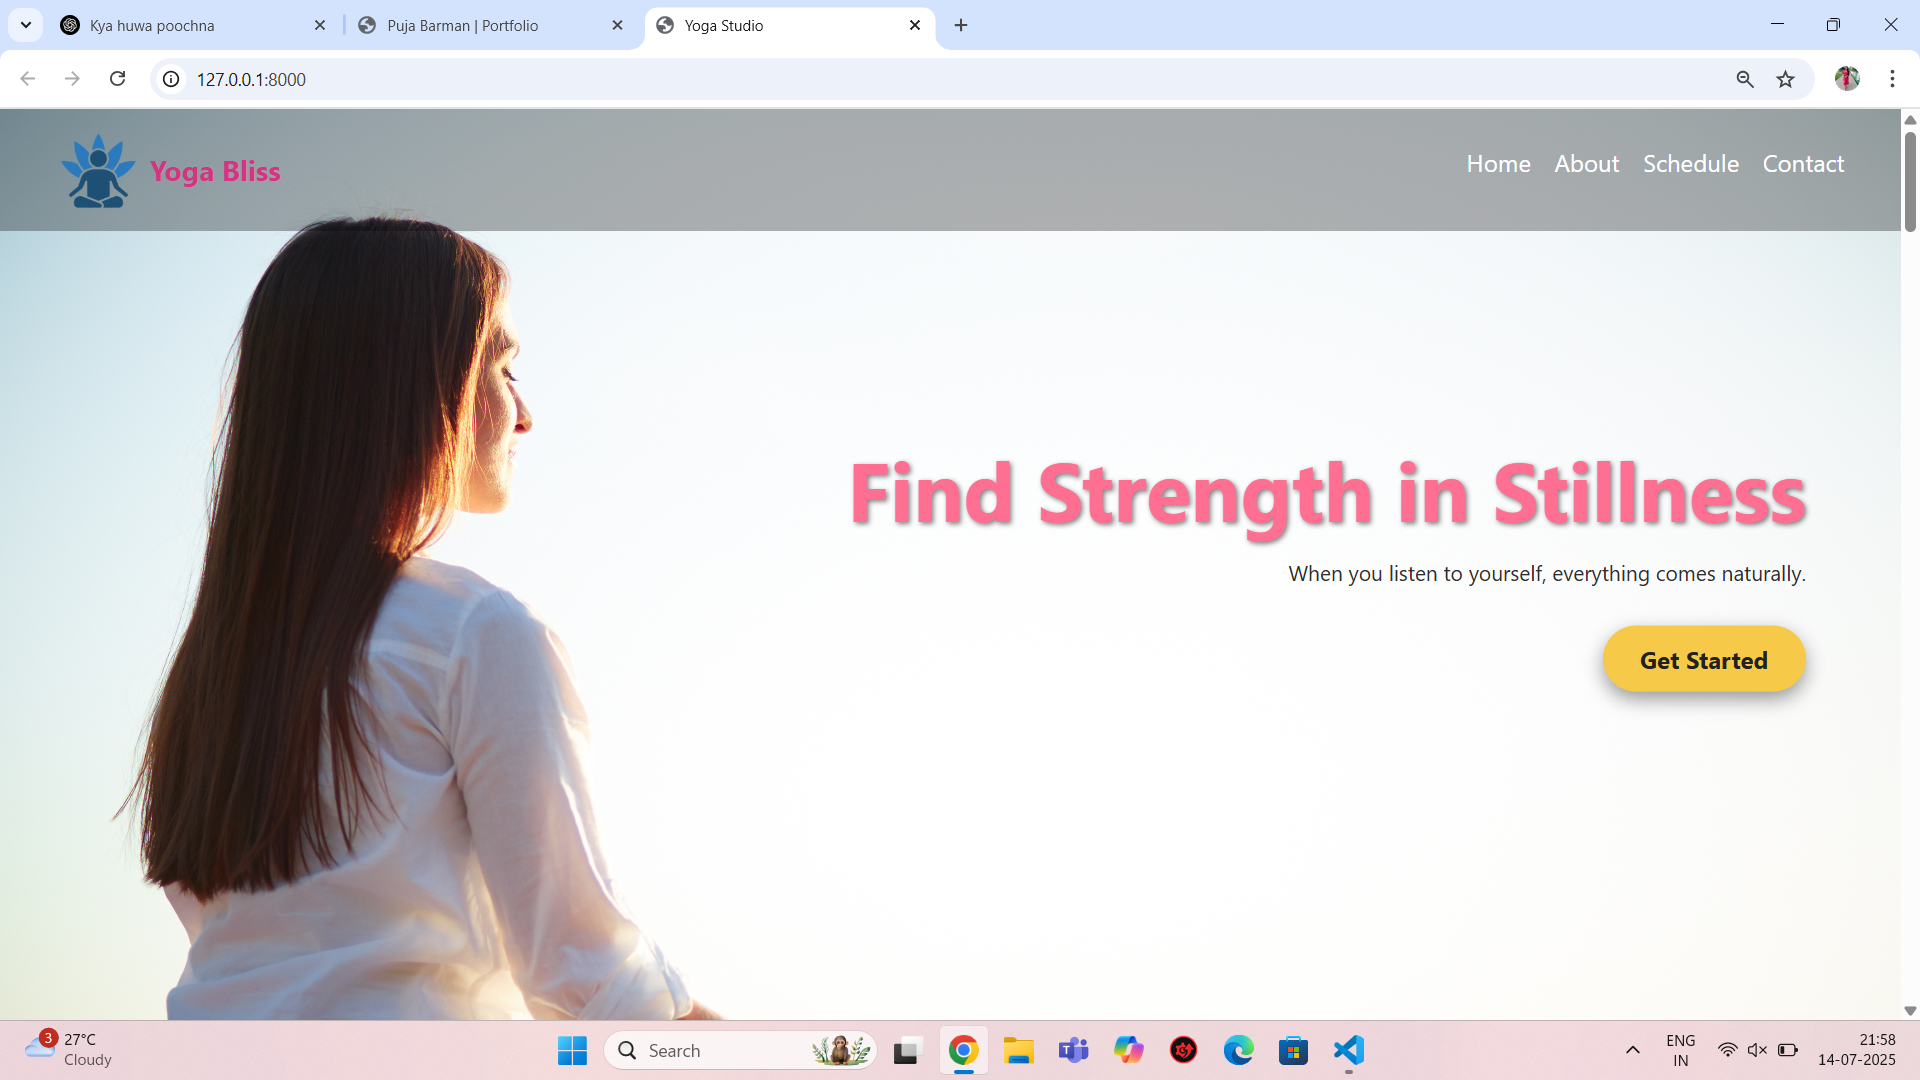 Kya huwa poochna
Puja Barman | Portfolio
Yoga Studio
127.0.0.1:8000
Yoga Bliss
Home About Schedule Contact
Find Strength in Stillness
When you listen to yourself, everything comes naturally.
Get Started
3
27°C
Cloudy
Search
ENG
IN
21:58
14-07-2025